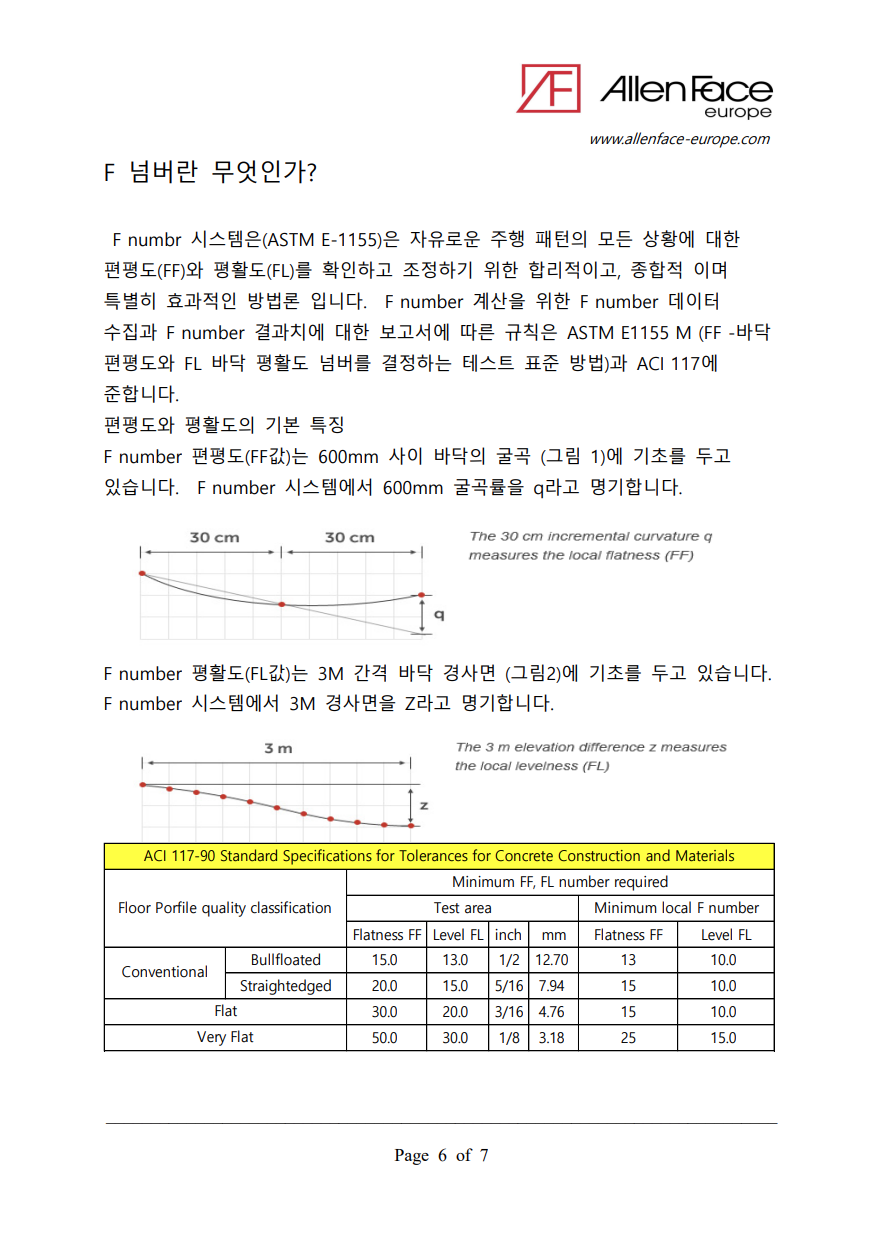 AF
Allen Face
europe
www.allenface-europe.com
F 넘버란 무엇인가?
F numbr 시스템은(ASTM E-1155)은 자유로운 주행 패턴의 모든 상황에 대한
편평도(FF)와 평활도(FL)를 확인하고 조정하기 위한 합리적이고, 종합적 이며
특별히 효과적인 방법론 입니다. F number 계산을 위한 F number 데이터
수집과 F number 결과치에 대한 보고서에 따른 규칙은 ASTM E1155 M (FF -바닥
편평도와 FL 바닥 평활도 넘버를 결정하는 테스트 표준 방법)과 ACI 117에
준합니다.
편평도와 평활도의 기본 특징
F number 편평도(FF값)는 600mm 사이 바닥의 굴곡 (그림 1)에 기초를 두고
있습니다. F number 시스템에서 600mm 굴곡률을 q라고 명기합니다.
30 cm 30 cm
The 30 cm incremental curvature q
measures the local flatness (FF)
q
F number 평활도(FL값)는 3M 간격 바닥 경사면 (그림2)에 기초를 두고 있습니다.
F number 시스템에서 3M 경사면을 Z라고 명기합니다.
3 m
The 3 m elevation difference z measures
the local levelness (FL)
z
ACI 117-90 Standard Specifications for Tolerances for Concrete Construction and Materials
Floor Porfile quality classification
Minimum FF, FL number required
Test area Minimum local F number
Flatness FF Level FL inch mm Flatness FF Level FL
Conventional
Bullfloated 15.0 13.0 1/2 12.70 13 10.0
Straightedged 20.0 15.0 5/16 7.94 15 10.0
Flat 30.0 20.0 3/16 4.76 15 10.0
Very Flat 50.0 30.0 1/8 3.18 25 15.0
Page 6 of 7